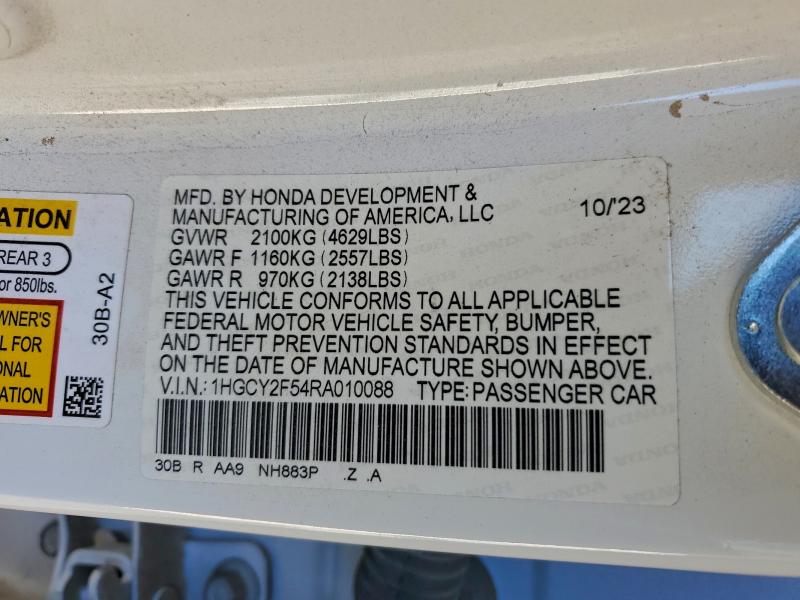 ATION
REAR 3
or 850lbs.
WNER'S
L FOR
ONAL
30B-A2
MFD. BY HONDA DEVELOPMENT &
MANUFACTURING OF AMERICA, LLC 10/'23
GVWR 2100KG (4629LBS)
GAWR F 1160KG (2557LBS)
GAWR R 970KG (2138LBS)
THIS VEHICLE CONFORMS TO ALL APPLICABLE
FEDERAL MOTOR VEHICLE SAFETY, BUMPER,
AND THEFT PREVENTION STANDARDS IN EFFECT
ON THE DATE OF MANUFACTURE SHOWN ABOVE.
V.I.N.: 1HGCY2F54RA010088 TYPE: PASSENGER CAR
30B R AA9 NH883P .Z .A